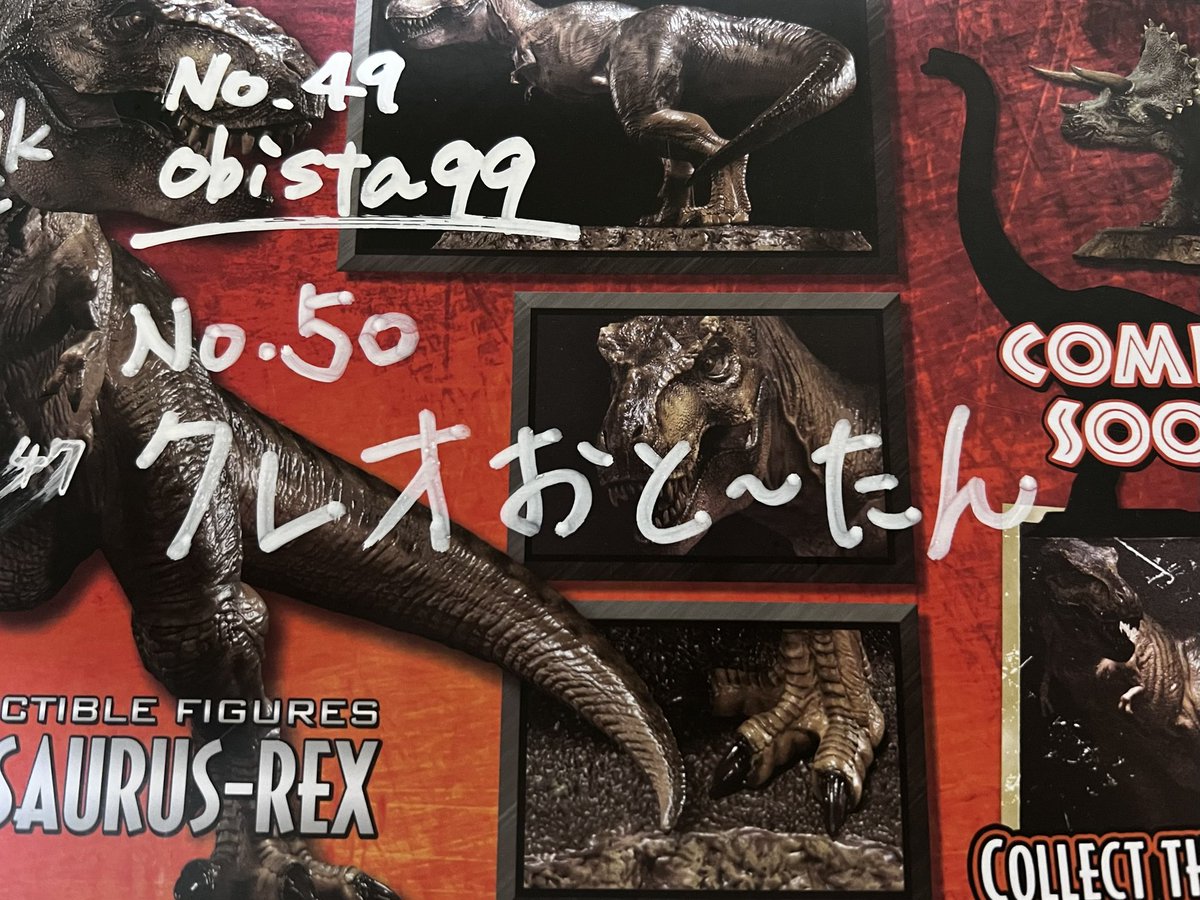 No.49
obista99
No.50
クレオおと～たん
47
COM
SOO
CTIBLE FIGURES
SAURUS-REX
COLLECT TH